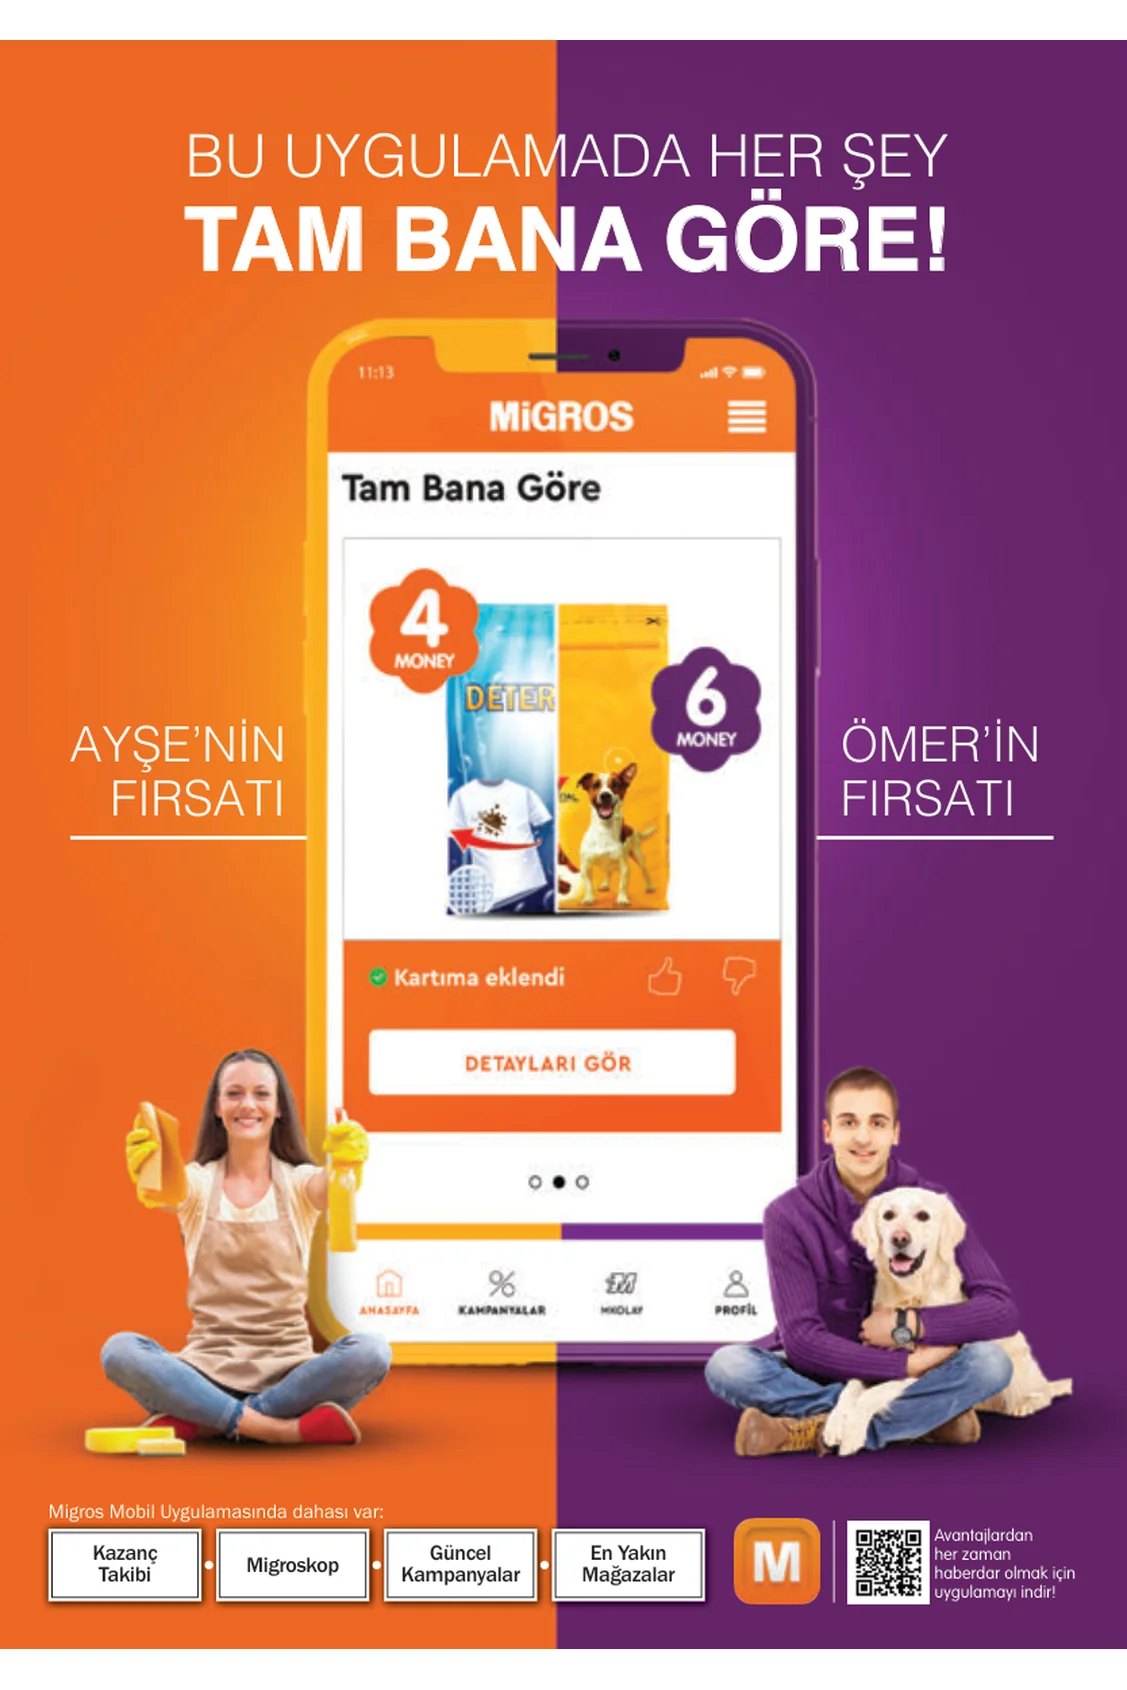 BU UYGULAMADA HER ŞEY
TAM BANA GÖRE!
11:13
MiGROS
Tam Bana Göre
4
MONEY
DETER
6
MONEY
AYŞE'NİN
FIRSATI
ÖMER'İN
FIRSATI
Kartıma eklendi
DETAYLARI GÖR
ANASAYFA
KAMPANYALAR
MKOLAY
PROFİL
Migros Mobil Uygulamasında dahası var:
Kazanç
Takibi
Migroskop
Güncel
Kampanyalar
En Yakın
Mağazalar
M
Avantajlardan
her zaman
haberdar olmak için
uygulamayı indir!